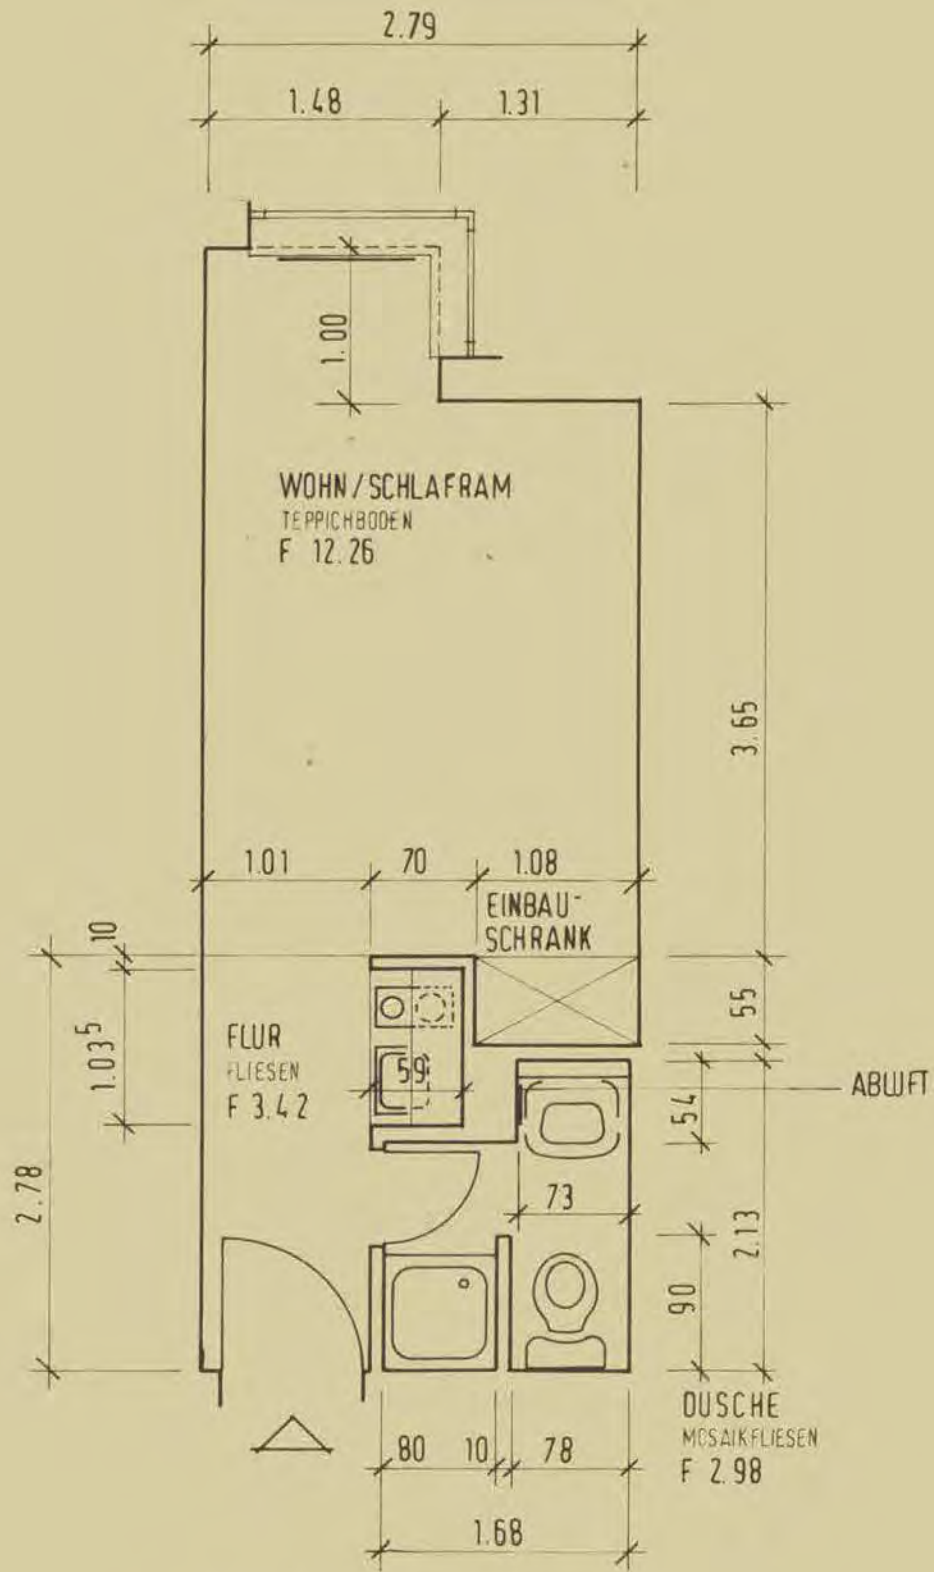 2.79
1.48
1.31
1.00
WOHN/SCHLAFRAM
TEPPICHBODEN
F 12.26
3.65
1.01
70
1.08
EINBAU-
SCHRANK
10
55
1.03⁵
FLUR
FLIESEN
F 3.42
59
ABLUFT
54
2.78
73
2.13
90
DUSCHE
MOSAIKFLIESEN
F 2.98
80
10
78
1.68